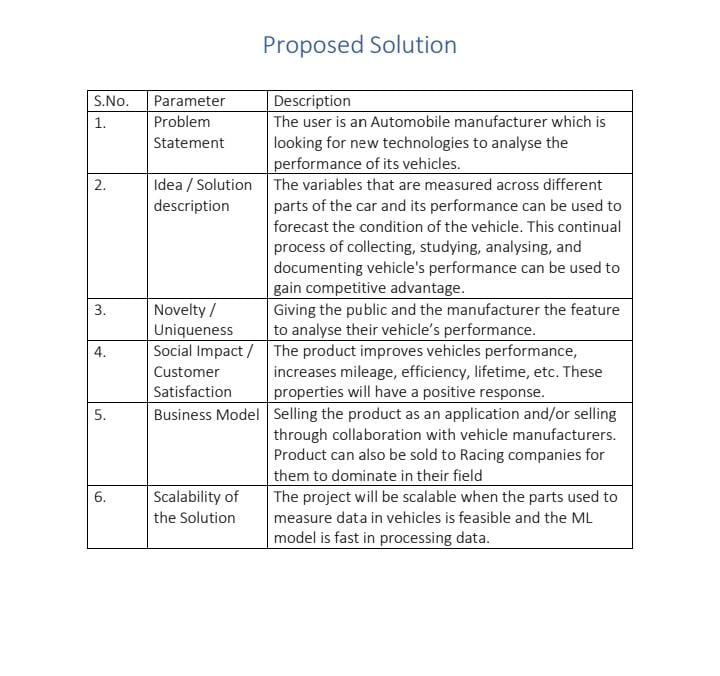 Proposed Solution
S.No. Parameter Description
1. Problem The user is an Automobile manufacturer which is
Statement looking for new technologies to analyse the
performance of its vehicles.
2. Idea / Solution The variables that are measured across different
description parts of the car and its performance can be used to
forecast the condition of the vehicle. This continual
process of collecting, studying, analysing, and
documenting vehicle's performance can be used to
gain competitive advantage.
3. Novelty / Giving the public and the manufacturer the feature
Uniqueness to analyse their vehicle’s performance.
4. Social Impact / The product improves vehicles performance,
Customer increases mileage, efficiency, lifetime, etc. These
Satisfaction properties will have a positive response.
5. Business Model Selling the product as an application and/or selling
through collaboration with vehicle manufacturers.
Product can also be sold to Racing companies for
them to dominate in their field
6. Scalability of The project will be scalable when the parts used to
the Solution measure data in vehicles is feasible and the ML
model is fast in processing data.